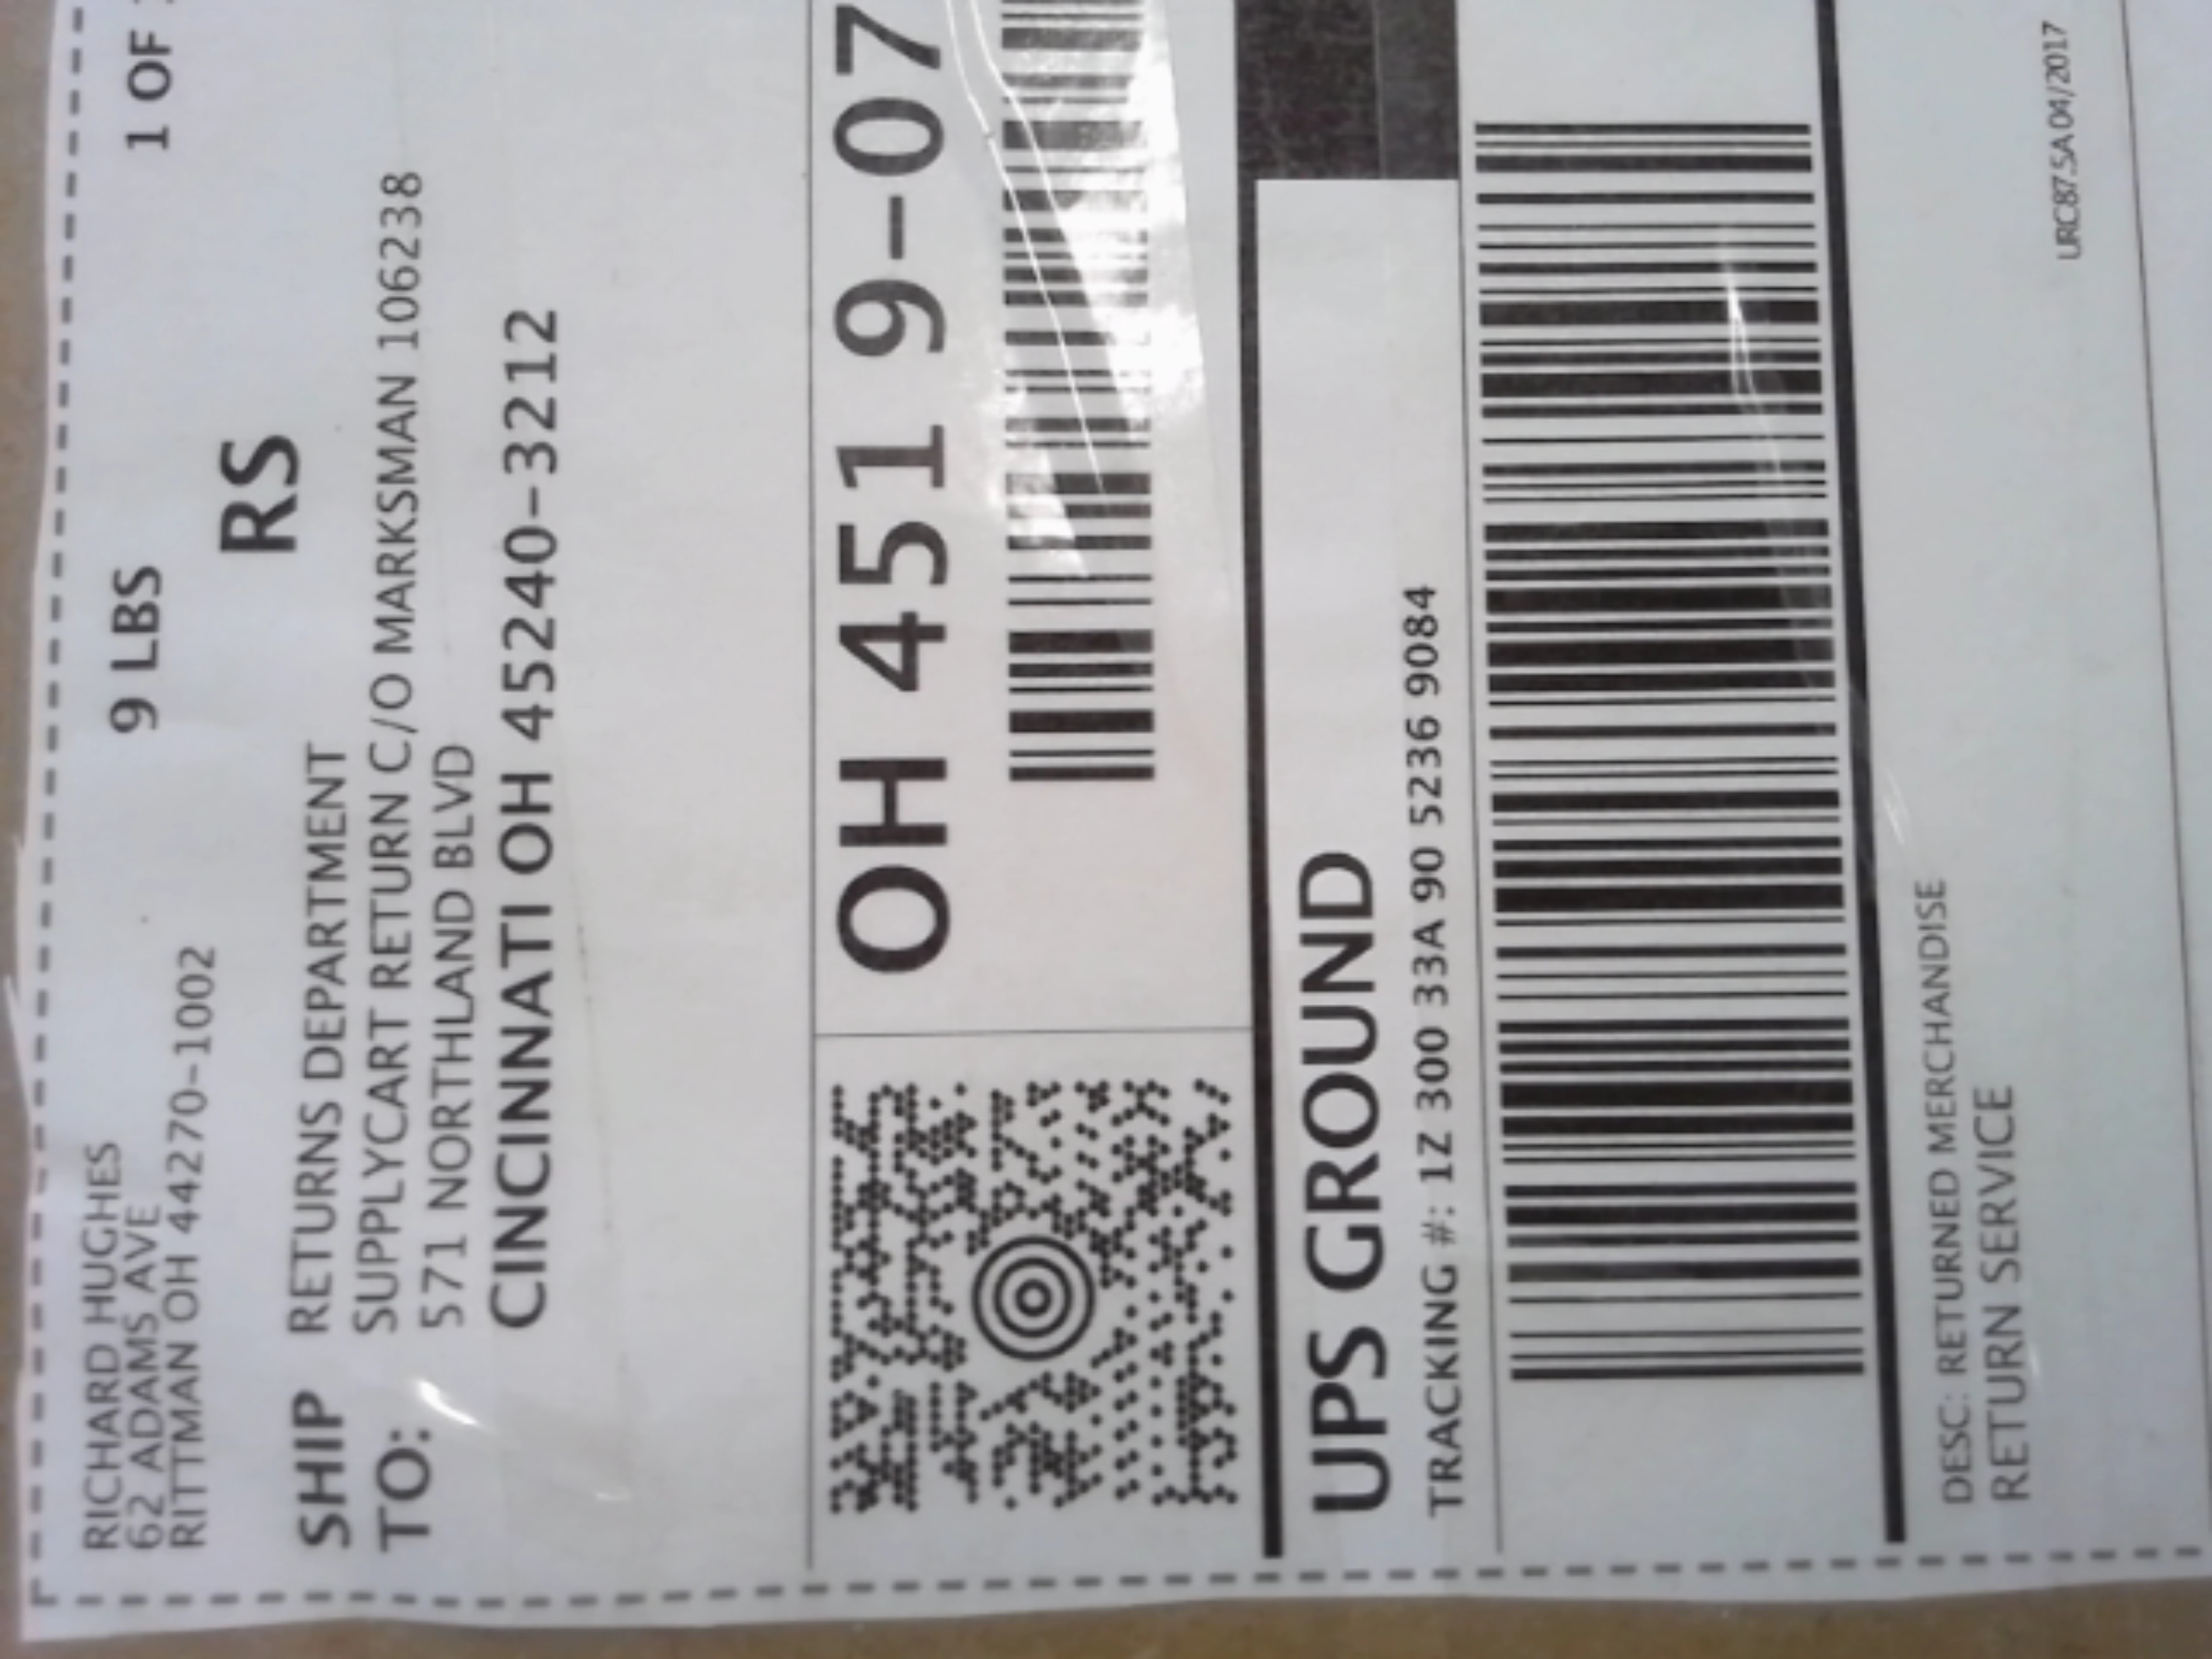 RICHARD HUGHES
62 ADAMS AVE
RITTMAN OH 44270-1002
9 LBS
1 OF
RS
SHIP TO:
RETURNS DEPARTMENT
SUPPLYCART RETURN C/O MARKSMAN 106238
571 NORTHLAND BLVD
CINCINNATI OH 45240-3212
OH 451 9-07
UPS GROUND
TRACKING #: 1Z 300 33A 90 5236 9084
DESC: RETURNED MERCHANDISE
RETURN SERVICE
URC87.5A 04/2017